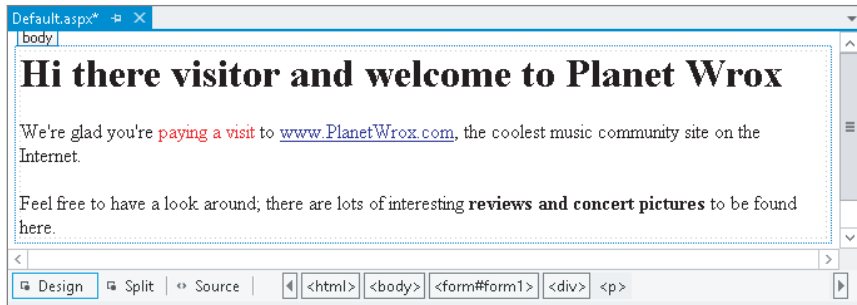 Default.aspx*
body
Hi there visitor and welcome to Planet Wrox
We're glad you're paying a visit to www.PlanetWrox.com, the coolest music community site on the
Internet.
Feel free to have a look around; there are lots of interesting reviews and concert pictures to be found
here.
Design Split Source <html> <body> <form#form1> <div> <p>